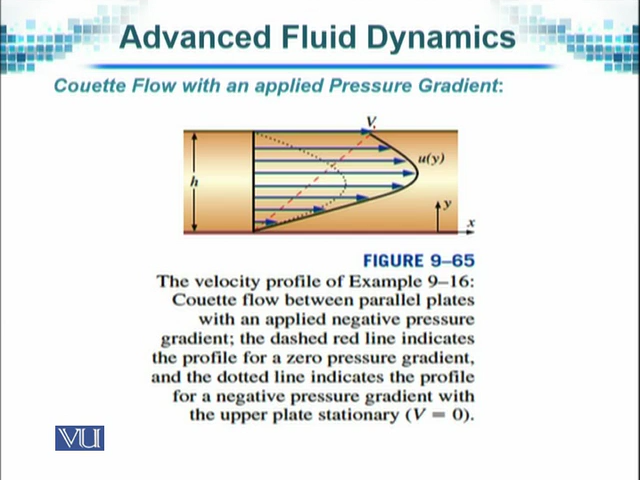 Advanced Fluid Dynamics
Couette Flow with an applied Pressure Gradient:
V
u(y)
h
y
x
FIGURE 9–65
The velocity profile of Example 9–16:
Couette flow between parallel plates
with an applied negative pressure
gradient; the dashed red line indicates
the profile for a zero pressure gradient,
and the dotted line indicates the profile
for a negative pressure gradient with
the upper plate stationary (V = 0).
VU